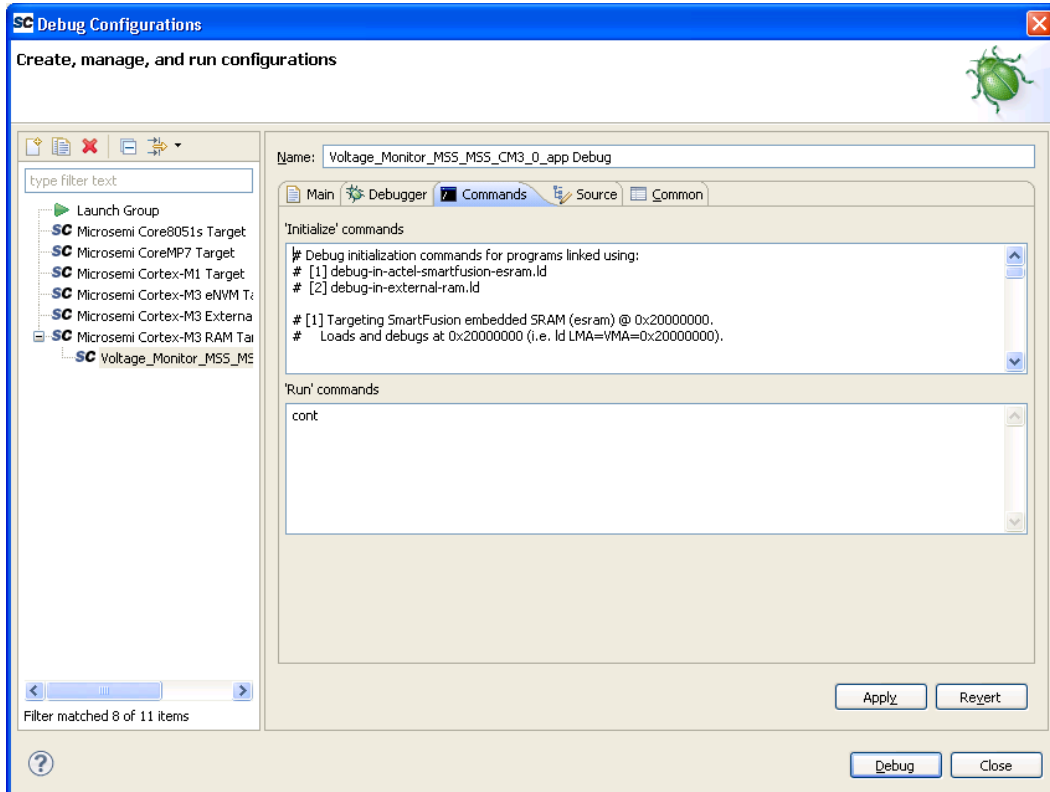 SC Debug Configurations
Create, manage, and run configurations
type filter text
Launch Group
SC Microsemi Core8051s Target
SC Microsemi CoreMP7 Target
SC Microsemi Cortex-M1 Target
SC Microsemi Cortex-M3 eNVM Ta
SC Microsemi Cortex-M3 Externa
SC Microsemi Cortex-M3 RAM Tar
SC Voltage_Monitor_MSS_MS
Filter matched 8 of 11 items
Name: Voltage_Monitor_MSS_MSS_CM3_0_app Debug
Main Debugger Commands Source Common
'Initialize' commands
# Debug initialization commands for programs linked using:
# [1] debug-in-actel-smartfusion-esram.ld
# [2] debug-in-external-ram.ld
# [1] Targeting SmartFusion embedded SRAM (esram) @ 0x20000000.
# Loads and debugs at 0x20000000 (i.e. ld LMA=VMA=0x20000000).
'Run' commands
cont
Apply Revert
? Debug Close